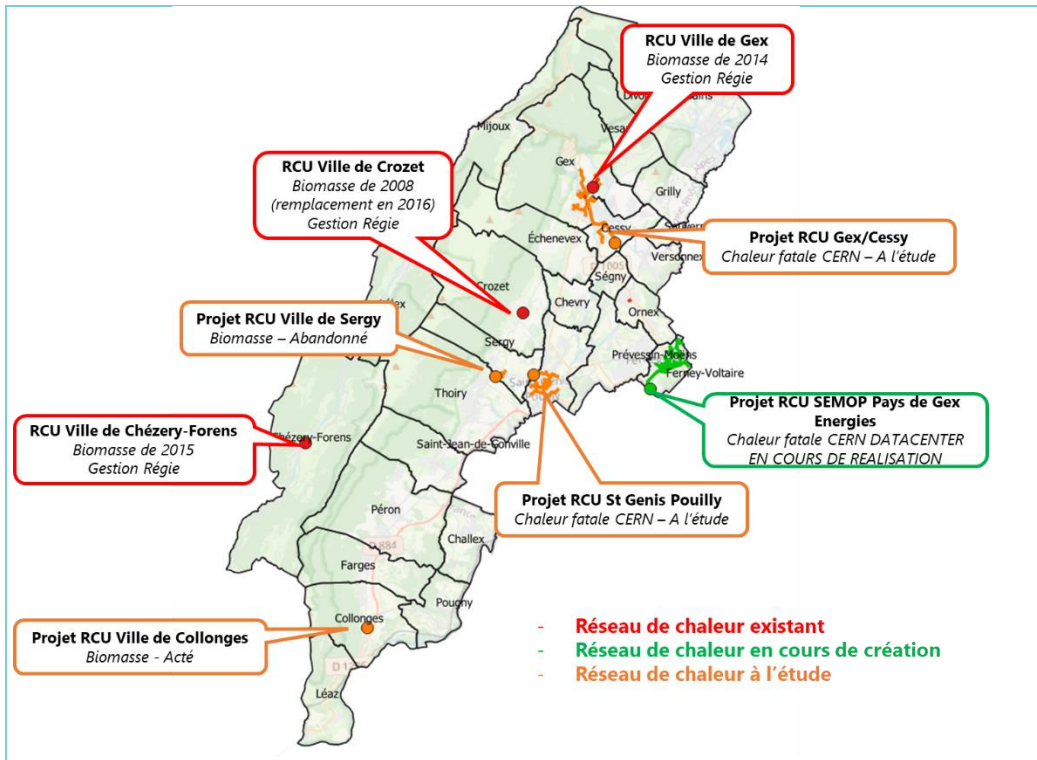 RCU Ville de Gex
Biomasse de 2014
Gestion Régie
Mijoux
Gex
Grilly
RCU Ville de Crozet
Biomasse de 2008
(remplacement en 2016)
Gestion Régie
Cessy
Échenevex
Versonnex
Projet RCU Gex/Cessy
Chaleur fatale CERN – A l'étude
D 1005
Ségny
Crozet
Chevry
Ornex
Projet RCU Ville de Sergy
Biomasse – Abandonné
Sergy
Prévessin-Moëns
Ferney-Voltaire
Thoiry
Projet RCU SEMOP Pays de Gex
Energies
Chaleur fatale CERN DATACENTER
EN COURS DE REALISATION
RCU Ville de Chézery-Forens
Biomasse de 2015
Gestion Régie
Chézery-Forens
Saint-Jean-de-Gonville
Projet RCU St Genis Pouilly
Chaleur fatale CERN – A l'étude
Péron
Challex
D 884
Farges
Pougny
Collonges
Projet RCU Ville de Collonges
Biomasse - Acté
- Réseau de chaleur existant
- Réseau de chaleur en cours de création
- Réseau de chaleur à l'étude
Léaz